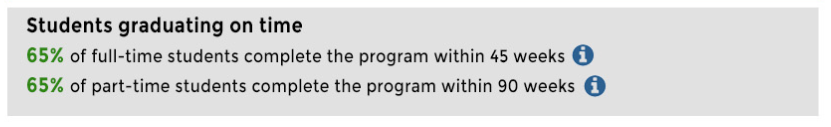 Students graduating on time
65% of full-time students complete the program within 45 weeks
65% of part-time students complete the program within 90 weeks